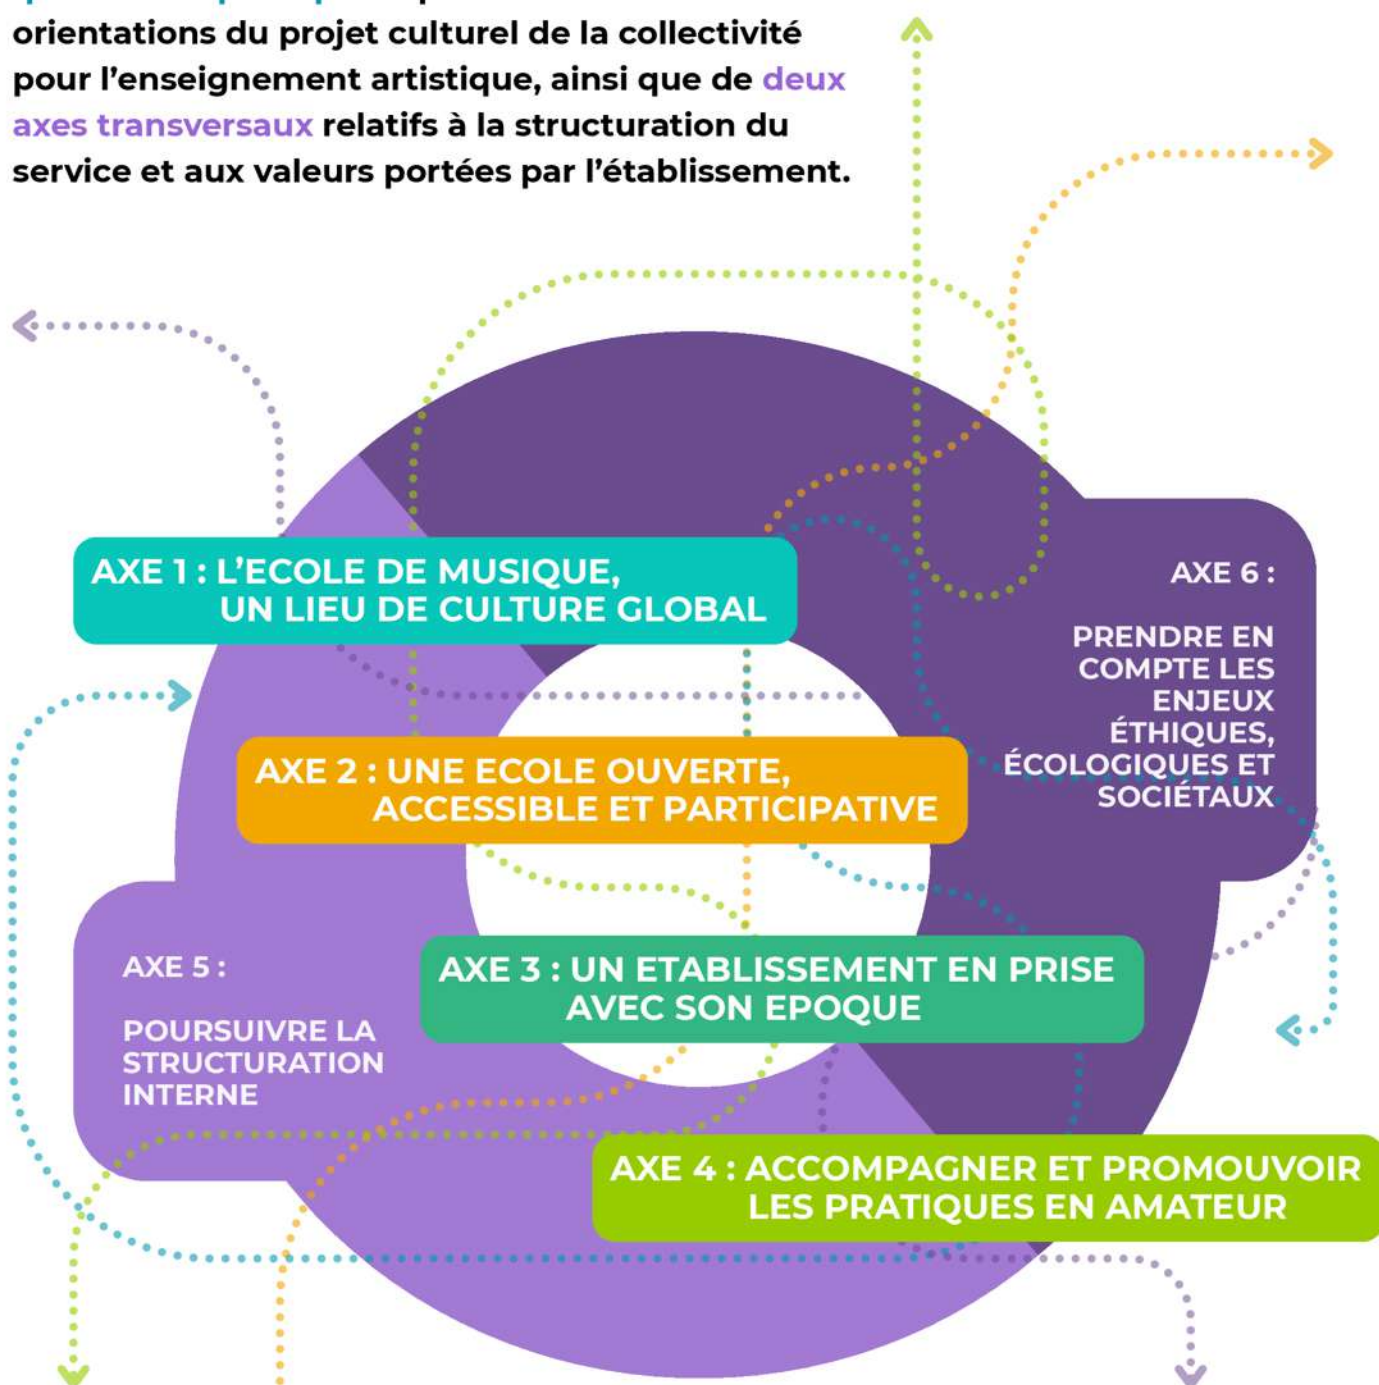 orientations du projet culturel de la collectivité
pour l’enseignement artistique, ainsi que de deux
axes transversaux relatifs à la structuration du
service et aux valeurs portées par l’établissement.
AXE 1 : L’ECOLE DE MUSIQUE,
UN LIEU DE CULTURE GLOBAL
AXE 6 :
PRENDRE EN
COMPTE LES
ENJEUX
ÉTHIQUES,
ÉCOLOGIQUES ET
SOCIÉTAUX
AXE 2 : UNE ECOLE OUVERTE,
ACCESSIBLE ET PARTICIPATIVE
AXE 5 :
POURSUIVRE LA
STRUCTURATION
INTERNE
AXE 3 : UN ETABLISSEMENT EN PRISE
AVEC SON EPOQUE
AXE 4 : ACCOMPAGNER ET PROMOUVOIR
LES PRATIQUES EN AMATEUR